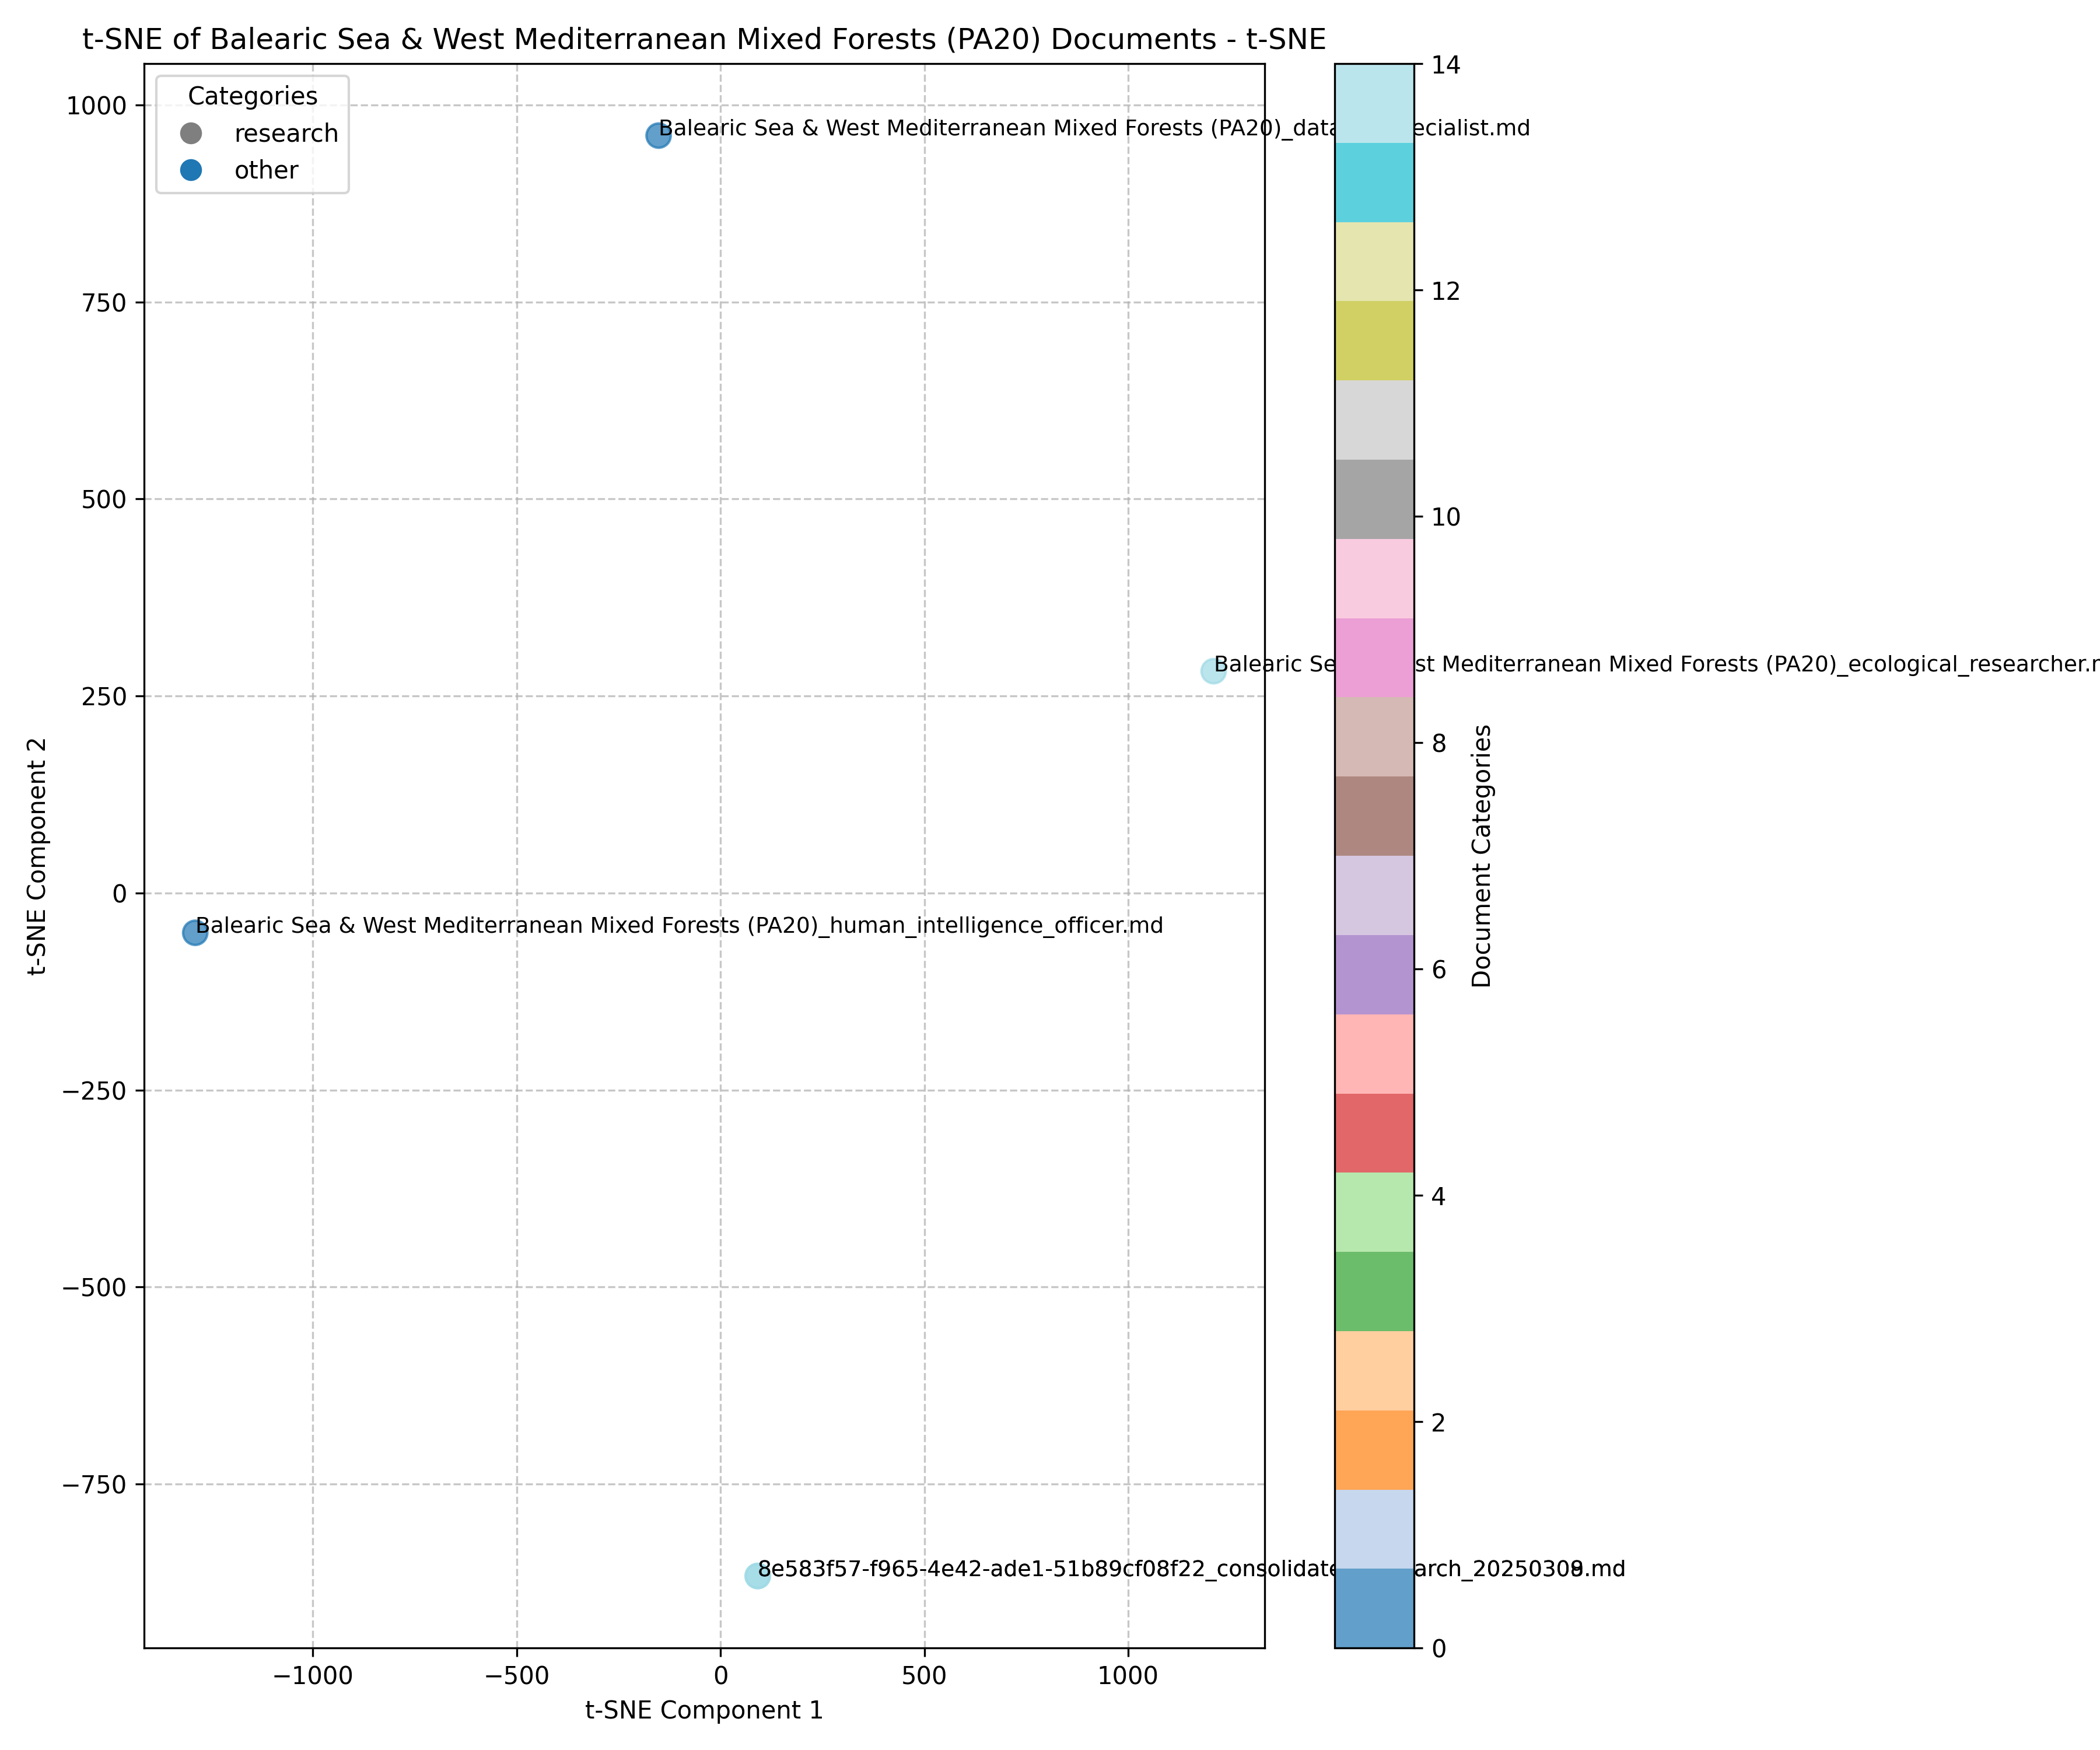 t-SNE of Balearic Sea & West Mediterranean Mixed Forests (PA20) Documents - t-SNE
Categories
research
other
1000
750
500
250
0
−250
−500
−750
t-SNE Component 2
Balearic Sea & West Mediterranean Mixed Forests (PA20)_data ecialist.md
Balearic Se st Mediterranean Mixed Forests (PA20)_ecological_researcher.
Balearic Sea & West Mediterranean Mixed Forests (PA20)_human_intelligence_officer.md
8e583f57-f965-4e42-ade1-51b89cf08f22_consolidate arch_2025030 .md
−1000
−500
0
500
1000
t-SNE Component 1
14
12
10
8
6
4
2
0
Document Categories